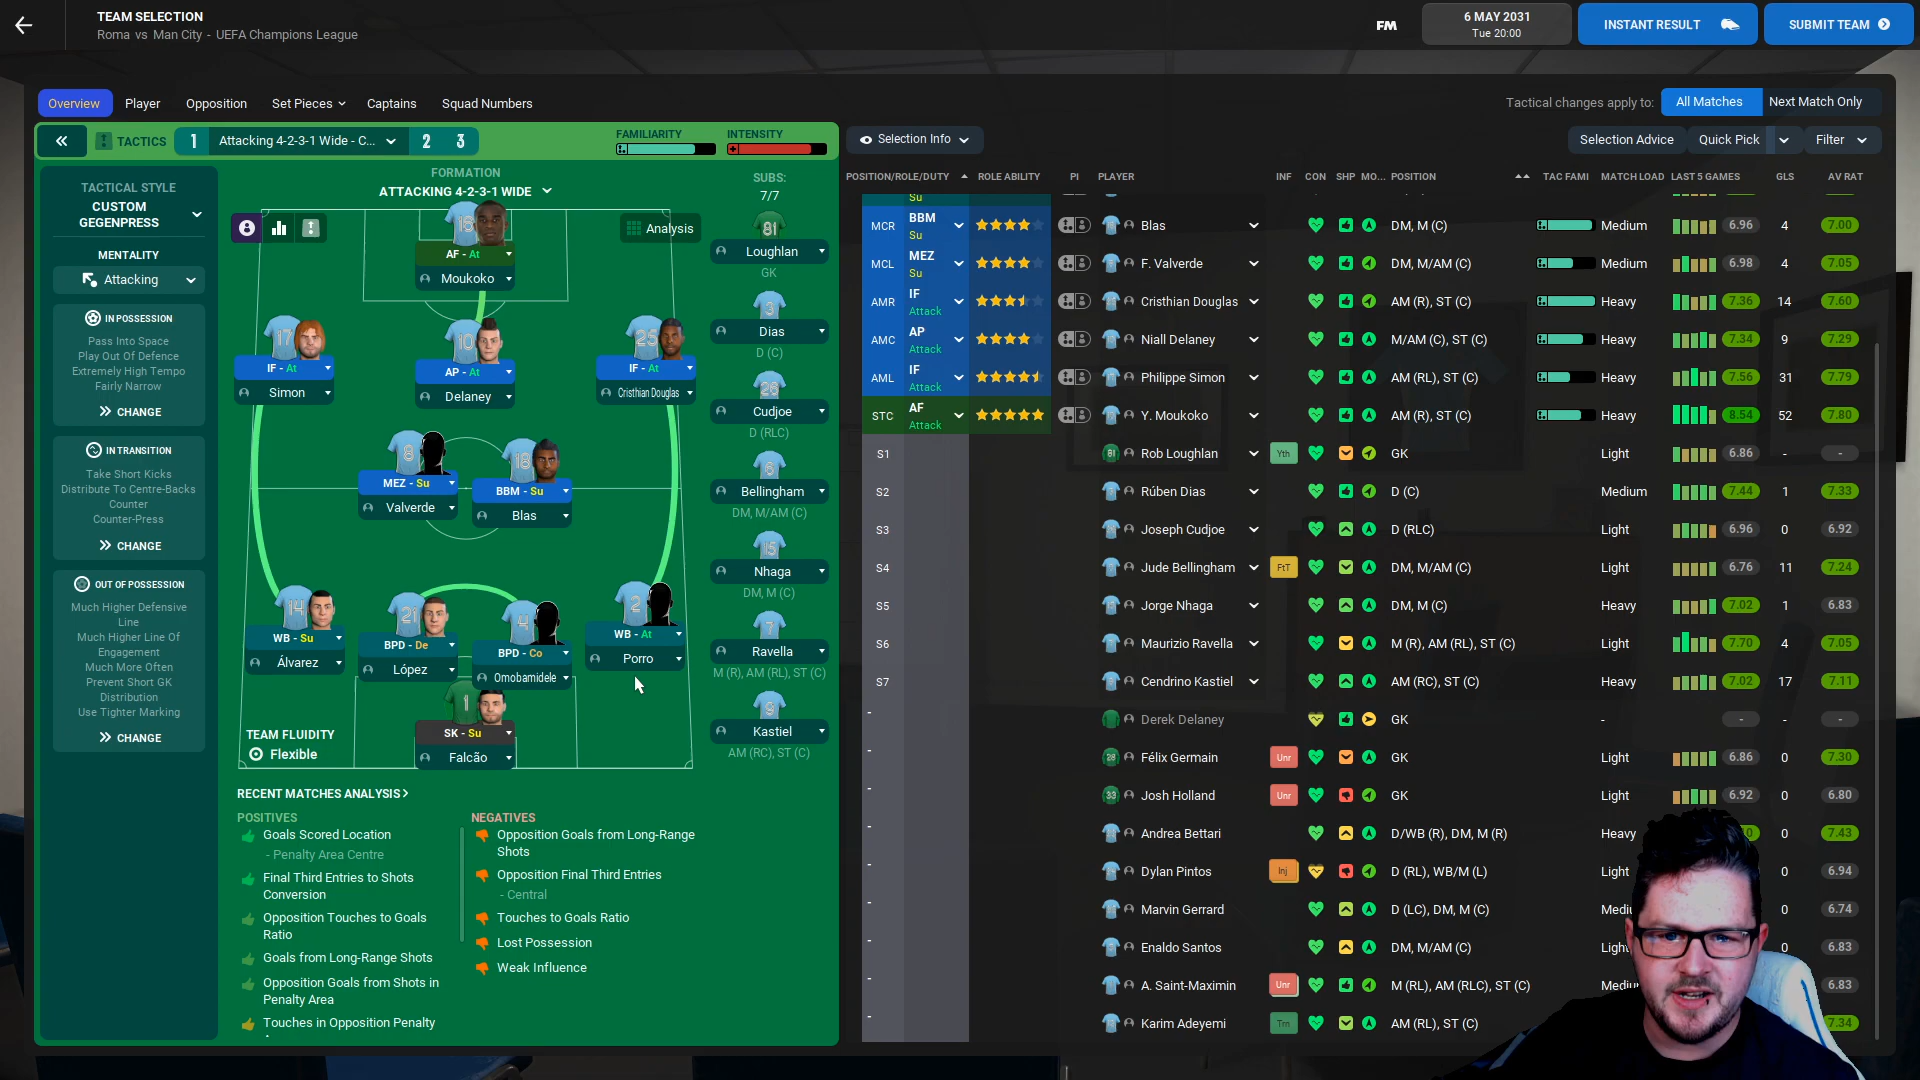 TEAM SELECTION
Roma vs Man City - UEFA Champions League
FM
6 MAY 2031
Tue 20:00
INSTANT RESULT
SUBMIT TEAM
Overview
Player
Opposition
Set Pieces
Captains
Squad Numbers
Tactical changes apply to:
All Matches
Next Match Only
TACTICS
1
Attacking 4-2-3-1 Wide - C...
2
3
FAMILIARITY
INTENSITY
Selection Info
Selection Advice
Quick Pick
Filter
TACTICAL STYLE
CUSTOM
GEGENPRESS
MENTALITY
Attacking
IN POSSESSION
Pass Into Space
Play Out Of Defence
Extremely High Tempo
Fairly Narrow
CHANGE
IN TRANSITION
Take Short Kicks
Distribute To Centre-Backs
Counter
Counter-Press
CHANGE
OUT OF POSSESSION
Much Higher Defensive
Line
Much Higher Line Of
Engagement
Much More Often
Prevent Short GK
Distribution
Use Tighter Marking
CHANGE
FORMATION
ATTACKING 4-2-3-1 WIDE
Analysis
AF - At
Moukoko
17
IF - At
Simon
10
AP - At
Delaney
25
IF - At
Cristhian Douglas
8
MEZ - Su
Valverde
18
BBM - Su
Blas
14
WB - Su
Álvarez
21
BPD - De
López
4
BPD - Co
Omobamidele
2
WB - At
Porro
1
SK - Su
Falcão
TEAM FLUIDITY
Flexible
SUBS:
7/7
81
Loughlan
GK
3
Dias
D (C)
Cudjoe
D (RLC)
6
Bellingham
DM, M/AM (C)
15
Nhaga
DM, M (C)
7
Ravella
M (R), AM (RL), ST (C)
9
Kastiel
AM (RC), ST (C)
RECENT MATCHES ANALYSIS
POSITIVES
Goals Scored Location
- Penalty Area Centre
Final Third Entries to Shots
Conversion
Opposition Touches to Goals
Ratio
Goals from Long-Range Shots
Opposition Goals from Shots in
Penalty Area
Touches in Opposition Penalty
NEGATIVES
Opposition Goals from Long-Range
Shots
Opposition Final Third Entries
- Central
Touches to Goals Ratio
Lost Possession
Weak Influence
POSITION/ROLE/DUTY ROLE ABILITY PI PLAYER INF CON SHP MO... POSITION TAC FAMI MATCH LOAD LAST 5 GAMES GLS AV RAT
Su
MCR BBM Su Blas DM, M (C) Medium 6.96 4 7.00
MCL MEZ Su F. Valverde DM, M/AM (C) Medium 6.98 4 7.05
AMR IF Attack Cristhian Douglas AM (R), ST (C) Heavy 7.36 14 7.60
AMC AP Attack Niall Delaney M/AM (C), ST (C) Heavy 7.34 9 7.29
AML IF Attack Philippe Simon AM (RL), ST (C) Heavy 7.56 31 7.79
STC AF Attack Y. Moukoko AM (R), ST (C) Heavy 8.54 52 7.80
S1 Rob Loughlan Yth GK Light 6.86 - -
S2 Rúben Dias D (C) Medium 7.44 1 7.33
S3 Joseph Cudjoe D (RLC) Light 6.96 0 6.92
S4 Jude Bellingham FtT DM, M/AM (C) Light 6.76 11 7.24
S5 Jorge Nhaga DM, M (C) Heavy 7.02 1 6.83
S6 Maurizio Ravella M (R), AM (RL), ST (C) Light 7.70 4 7.05
S7 Cendrino Kastiel AM (RC), ST (C) Heavy 7.02 17 7.11
- Derek Delaney GK - - - -
- Félix Germain Unr GK Light 6.86 0 7.30
- Josh Holland Unr GK Light 6.92 0 6.80
- Andrea Bettari D/WB (R), DM, M (R) Heavy 0 7.43
- Dylan Pintos Inj D (RL), WB/M (L) Light 0 6.94
- Marvin Gerrard D (LC), DM, M (C) 0 6.74
- Enaldo Santos DM, M/AM (C) 0 6.83
- A. Saint-Maximin Unr M (RL), AM (RLC), ST (C) 6.83
- Karim Adeyemi Trn AM (RL), ST (C) Light 7.34